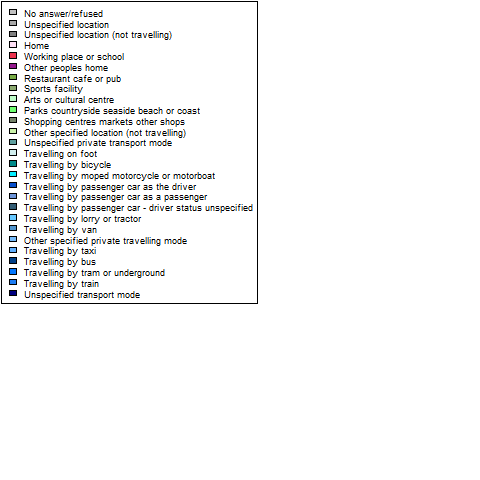 No answer/refused
Unspecified location
Unspecified location (not travelling)
Home
Working place or school
Other peoples home
Restaurant cafe or pub
Sports facility
Arts or cultural centre
Parks countryside seaside beach or coast
Shopping centres markets other shops
Other specified location (not travelling)
Unspecified private transport mode
Travelling on foot
Travelling by bicycle
Travelling by moped motorcycle or motorboat
Travelling by passenger car as the driver
Travelling by passenger car as a passenger
Travelling by passenger car - driver status unspecified
Travelling by lorry or tractor
Travelling by van
Other specified private travelling mode
Travelling by taxi
Travelling by bus
Travelling by tram or underground
Travelling by train
Unspecified transport mode